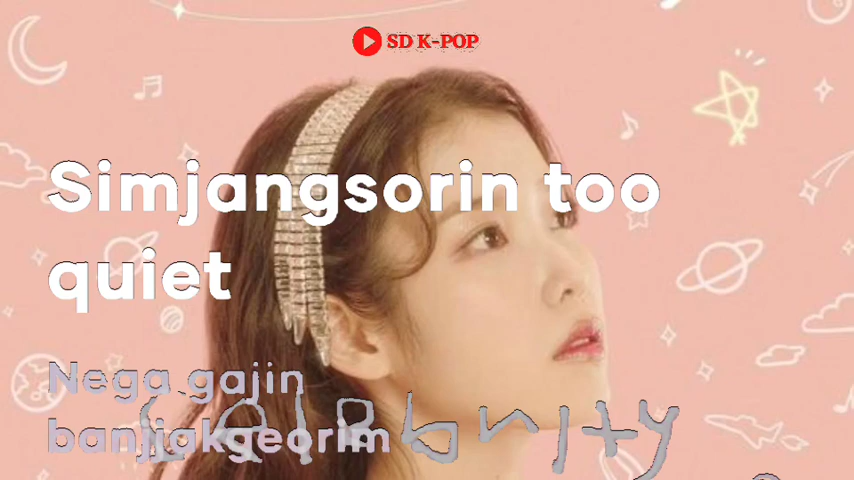 SD K-POP
Simjangsorin too
quiet
Nega gajin
banjjakgeorim
Celebrity